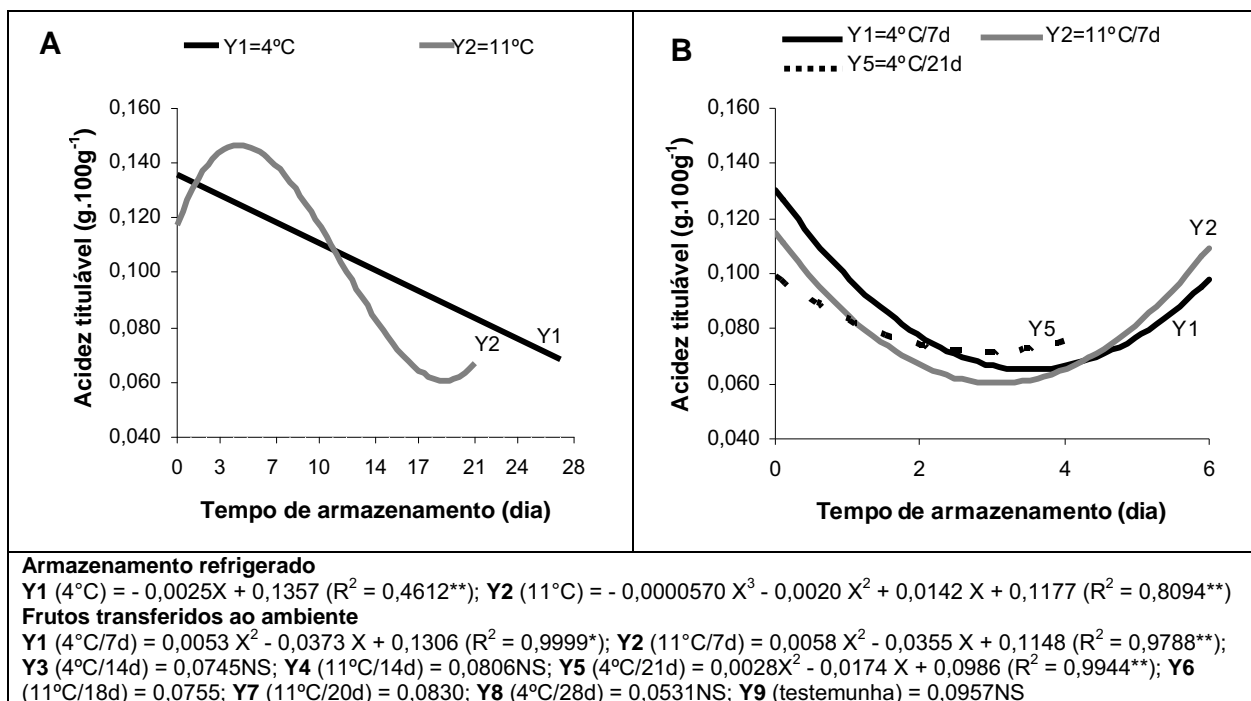 A
Y1=4ºC
Y2=11ºC
Acidez titulável (g.100g-1)
0,160
0,140
0,120
0,100
0,080
0,060
0,040
Y1
Y2
0 3 7 10 14 17 21 24 28
Tempo de armazenamento (dia)
B
Y1=4ºC/7d
Y2=11ºC/7d
Y5=4ºC/21d
Acidez titulável (g.100g-1)
0,160
0,140
0,120
0,100
0,080
0,060
0,040
Y2
Y5
Y1
0 2 4 6
Tempo de armazenamento (dia)
Armazenamento refrigerado
Y1 (4°C) = - 0,0025X + 0,1357 (R2 = 0,4612**); Y2 (11°C) = - 0,0000570 X3 - 0,0020 X2 + 0,0142 X + 0,1177 (R2 = 0,8094**)
Frutos transferidos ao ambiente
Y1 (4°C/7d) = 0,0053 X2 - 0,0373 X + 0,1306 (R2 = 0,9999*); Y2 (11°C/7d) = 0,0058 X2 - 0,0355 X + 0,1148 (R2 = 0,9788**);
Y3 (4ºC/14d) = 0,0745NS; Y4 (11ºC/14d) = 0,0806NS; Y5 (4ºC/21d) = 0,0028X2 - 0,0174 X + 0,0986 (R2 = 0,9944**); Y6
(11ºC/18d) = 0,0755; Y7 (11ºC/20d) = 0,0830; Y8 (4ºC/28d) = 0,0531NS; Y9 (testemunha) = 0,0957NS